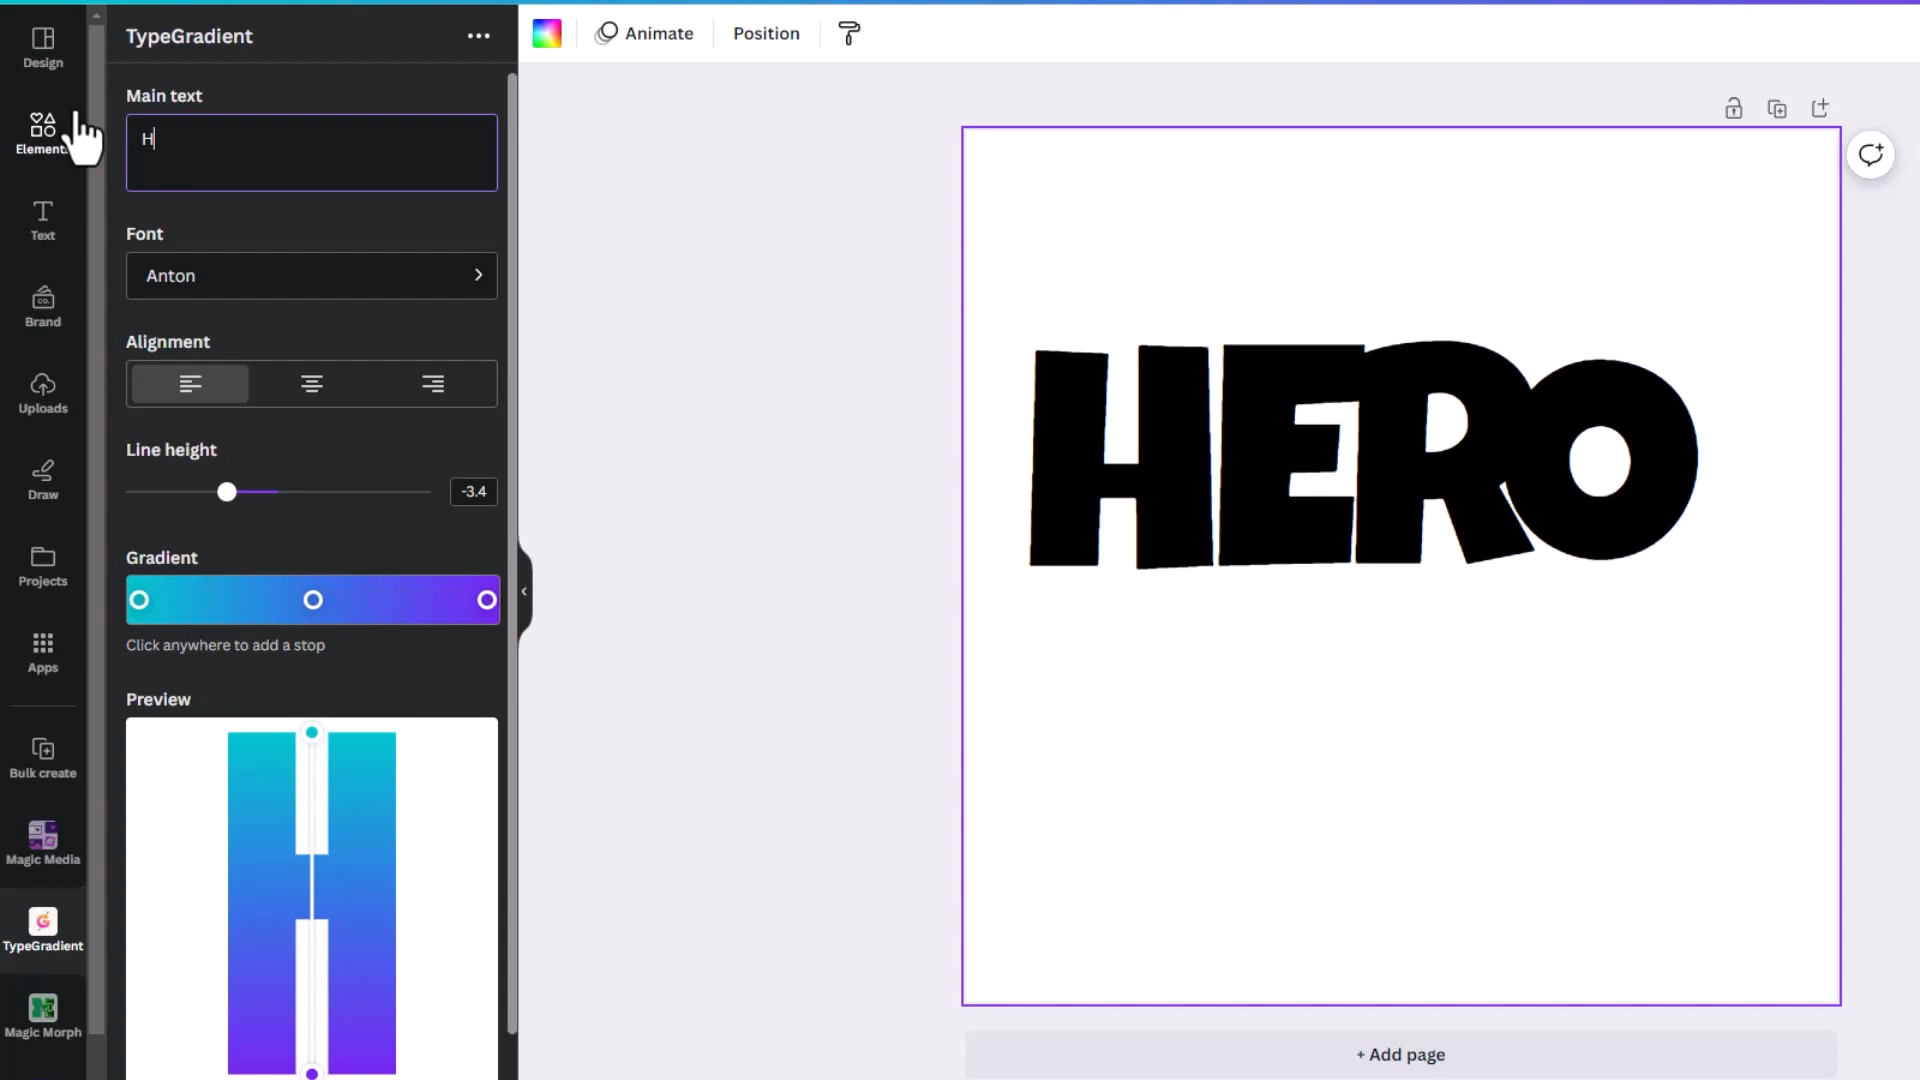 Design
Elements
Text
Brand
CO.
Uploads
Draw
Projects
Apps
Bulk create
Magic Media
TypeGradient
Magic Morph
TypeGradient
Main text
H
Font
Anton
Alignment
Line height
-3.4
Gradient
Click anywhere to add a stop
Preview
H
Animate
Position
HERO
+ Add page